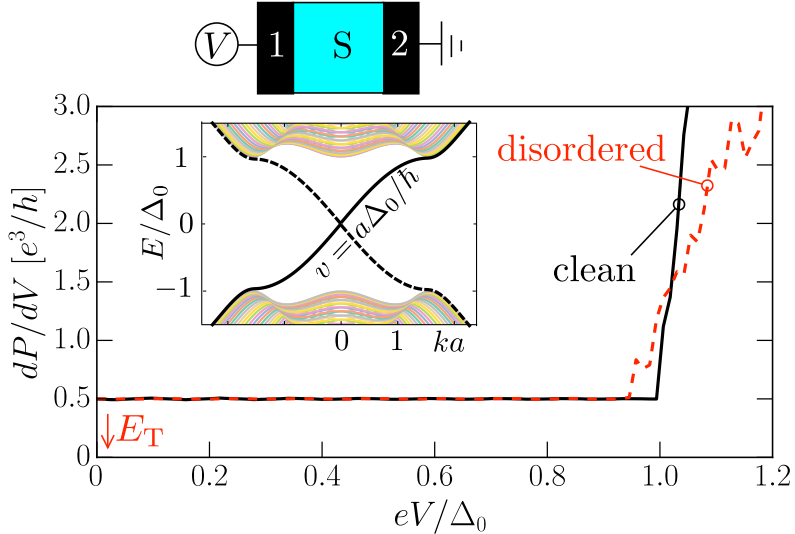 V 1 S 2
3.0
2.5
2.0
1.5
1.0
0.5
0
dP/dV [e³/h]
disordered
clean
1
0
−1
E/Δ₀
v = aΔ₀/ħ
0 1 ka
E_T
0 0.2 0.4 0.6 0.8 1.0 1.2
eV/Δ₀